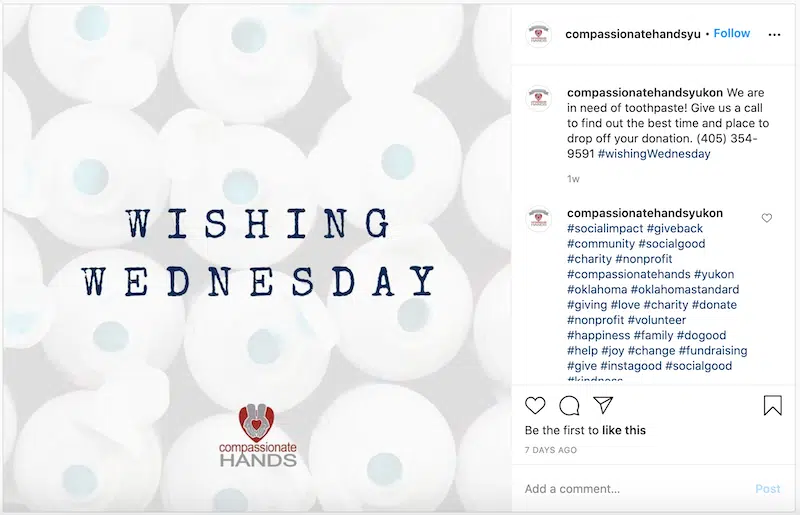 WISHING
WEDNESDAY
compassionate
HANDS
compassionatehandsyu • Follow
compassionatehandsyukon We are
in need of toothpaste! Give us a call
to find out the best time and place to
drop off your donation. (405) 354-
9591 #wishingWednesday
1w
compassionatehandsyukon
#socialimpact #giveback
#community #socialgood
#charity #nonprofit
#compassionatehands #yukon
#oklahoma #oklahomastandard
#giving #love #charity #donate
#nonprofit #volunteer
#happiness #family #dogood
#help #joy #change #fundraising
#give #instagood #socialgood
#kindness
Be the first to like this
7 DAYS AGO
Add a comment...
Post